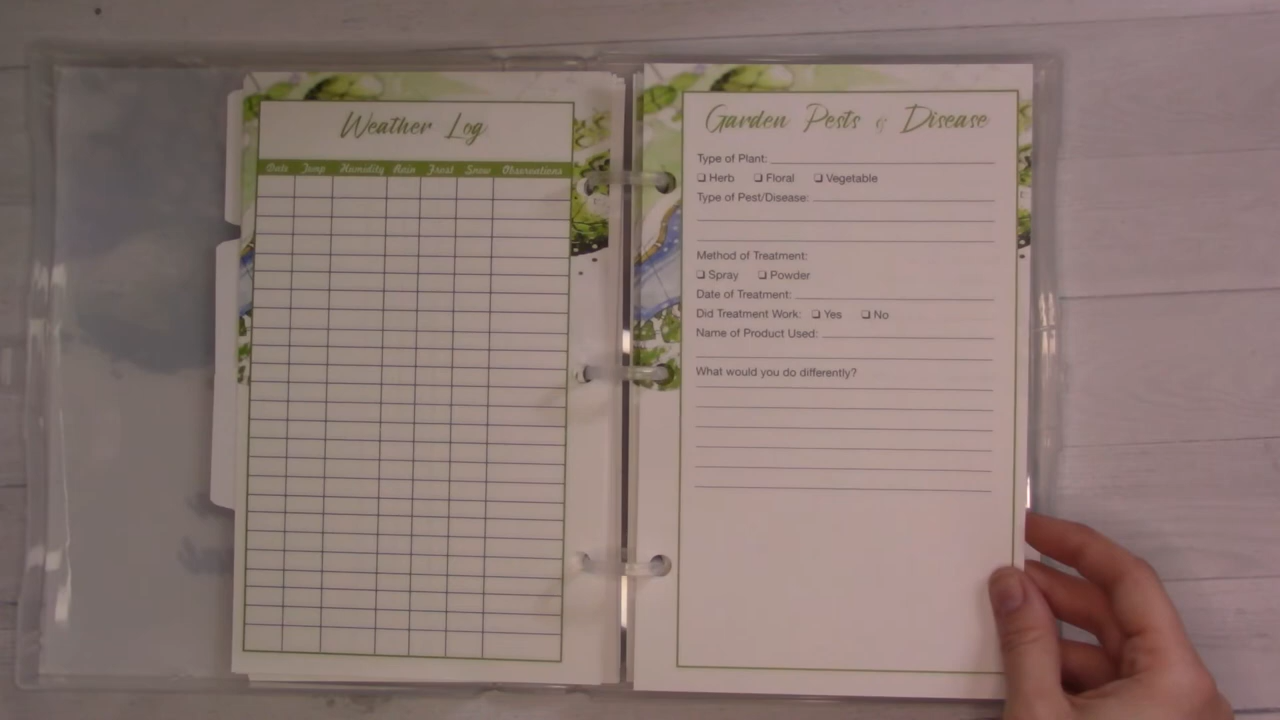 Weather Log
Date Temp Humidity Rain Frost Snow Observations
Garden Pests & Disease
Type of Plant:
❏ Herb ❏ Floral ❏ Vegetable
Type of Pest/Disease:
Method of Treatment:
❏ Spray ❏ Powder
Date of Treatment:
Did Treatment Work: ❏ Yes ❏ No
Name of Product Used:
What would you do differently?